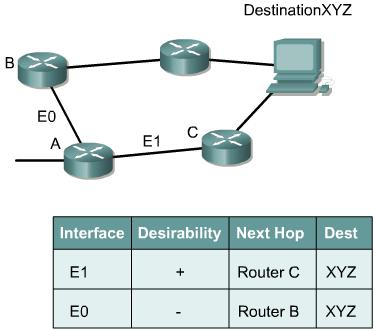 DestinationXYZ
B
E0
A
E1
C
Interface Desirability Next Hop Dest
E1 + Router C XYZ
E0 - Router B XYZ